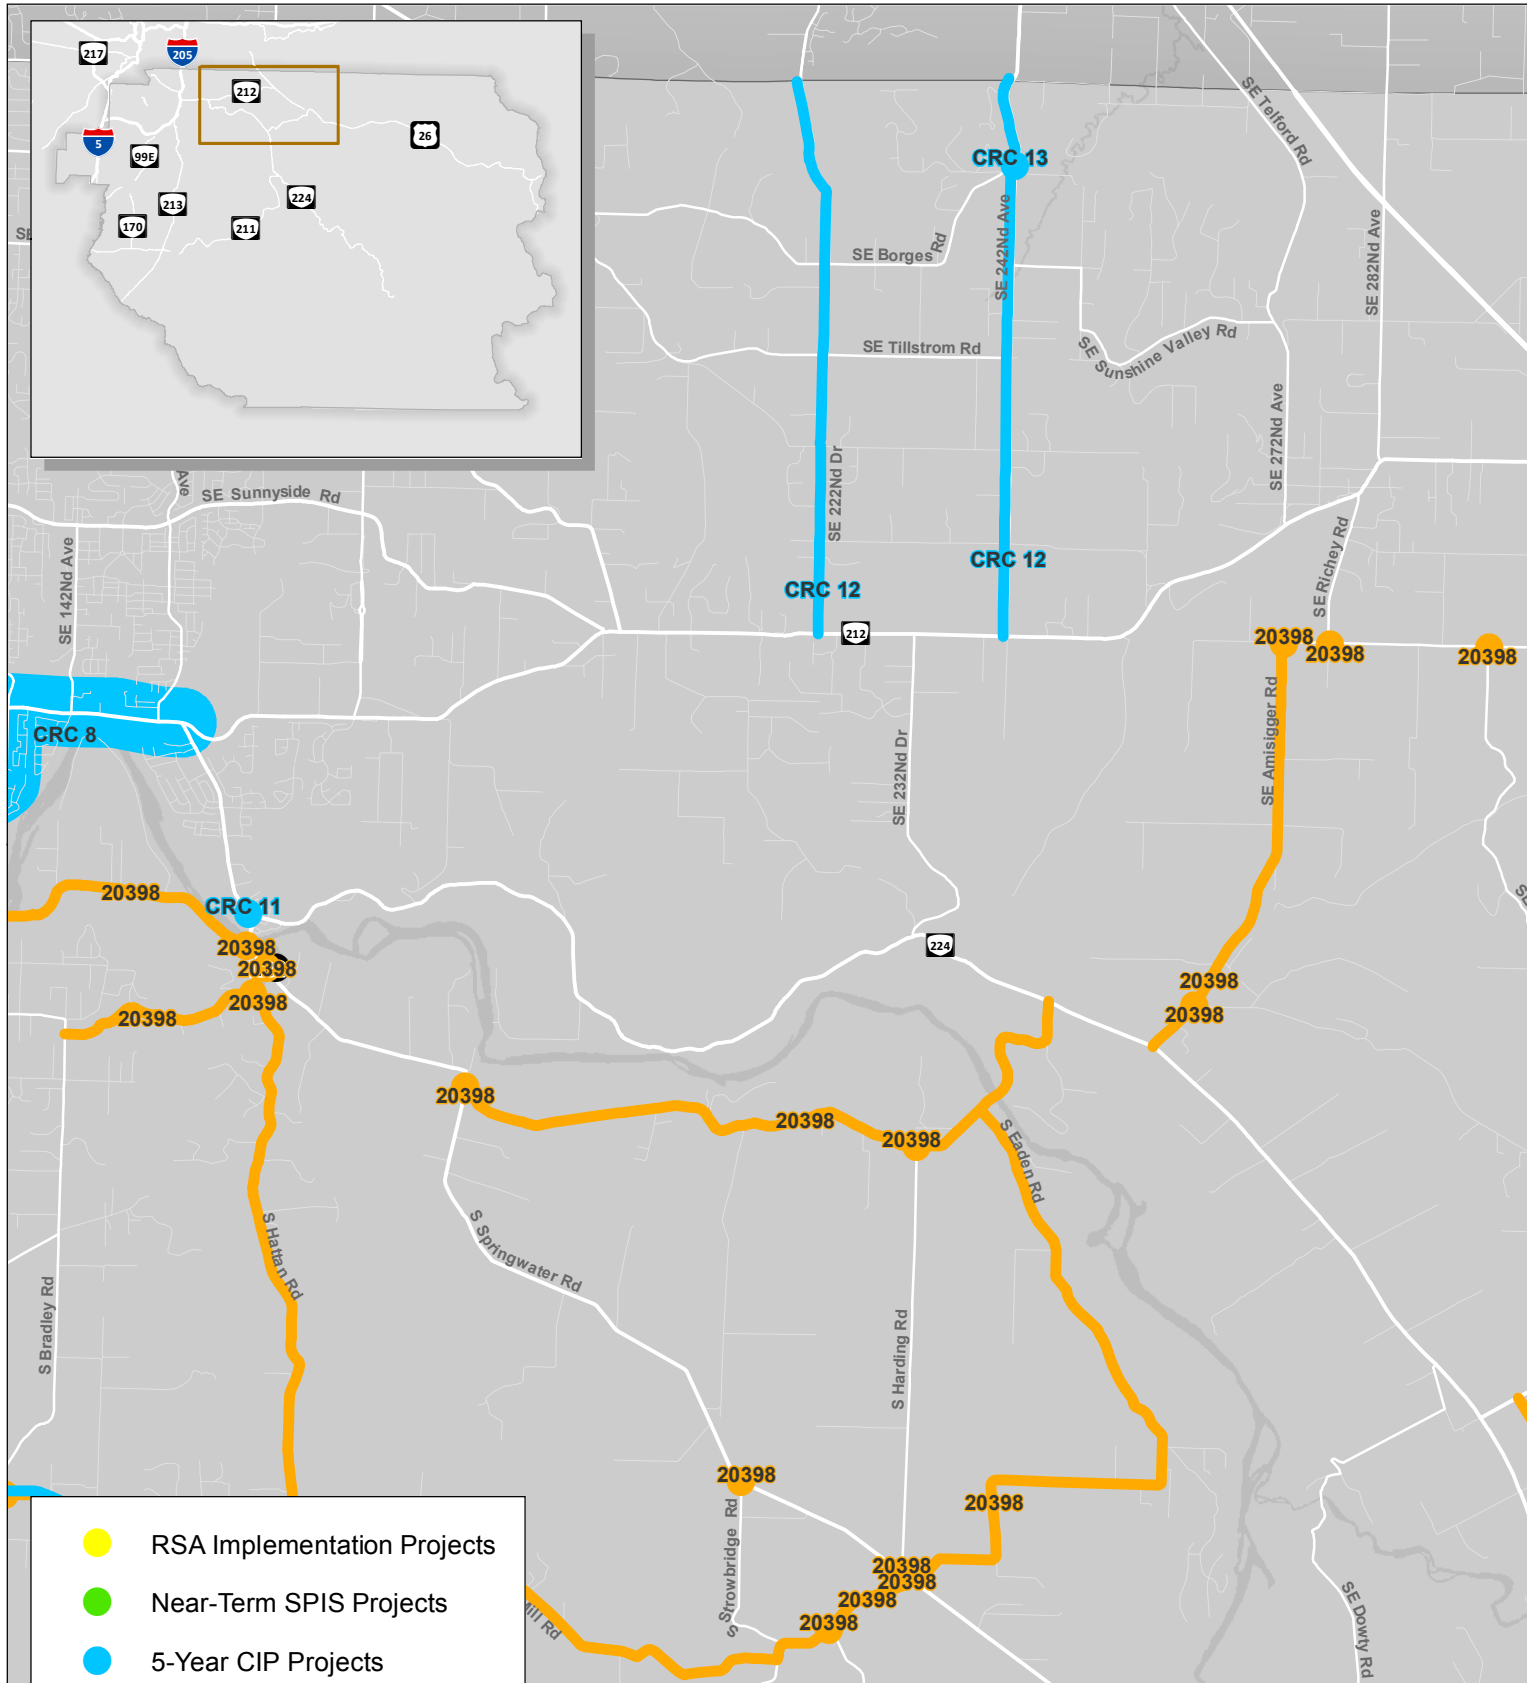 217
205
212
26
5
99E
213
224
170
211
SE Telford Rd
CRC 13
SE 242Nd Ave
SE 282Nd Ave
SE Borges Rd
SE Tillstrom Rd
SE Sunshine Valley Rd
SE 272Nd Ave
SE
Ave
SE Sunnyside Rd
SE 222Nd Dr
SE 142Nd Ave
CRC 12
CRC 12
SE Richey Rd
212
20398
20398
20398
CRC 8
SE 232Nd Dr
SE Amisigger Rd
20398
CRC 11
20398
20398
20398
20398
224
20398
20398
20398
20398
20398
S Eaden Rd
S Hattan Rd
S Springwater Rd
S Bradley Rd
S Harding Rd
20398
20398
S Strowbridge Rd
20398
20398
20398
20398
Mill Rd
SE Dowty Rd
RSA Implementation Projects
Near-Term SPIS Projects
5-Year CIP Projects